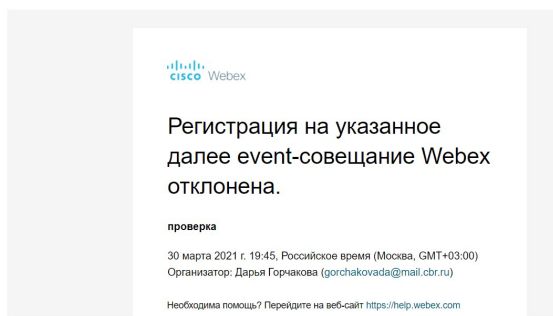 cisco Webex
Регистрация на указанное
далее event-совещание Webex
отклонена.
проверка
30 марта 2021 г. 19:45, Российское время (Москва, GMT+03:00)
Организатор: Дарья Горчакова (gorchakovada@mail.cbr.ru)
Необходима помощь? Перейдите на веб-сайт https://help.webex.com